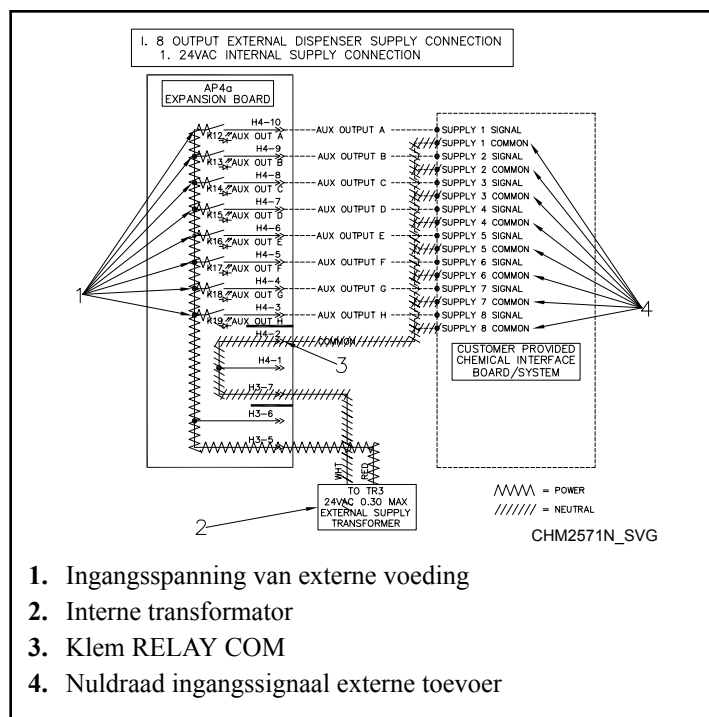 I. 8 OUTPUT EXTERNAL DISPENSER SUPPLY CONNECTION
1. 24VAC INTERNAL SUPPLY CONNECTION
AP4a
EXPANSION BOARD
H4-10
K12 AUX OUT A
AUX OUTPUT A
SUPPLY 1 SIGNAL
SUPPLY 1 COMMON
H4-9
K13 AUX OUT B
AUX OUTPUT B
SUPPLY 2 SIGNAL
SUPPLY 2 COMMON
H4-8
K14 AUX OUT C
AUX OUTPUT C
SUPPLY 3 SIGNAL
SUPPLY 3 COMMON
H4-7
K15 AUX OUT D
AUX OUTPUT D
SUPPLY 4 SIGNAL
SUPPLY 4 COMMON
H4-6
K16 AUX OUT E
AUX OUTPUT E
SUPPLY 5 SIGNAL
SUPPLY 5 COMMON
H4-5
K17 AUX OUT F
AUX OUTPUT F
SUPPLY 6 SIGNAL
SUPPLY 6 COMMON
H4-4
K18 AUX OUT G
AUX OUTPUT G
SUPPLY 7 SIGNAL
SUPPLY 7 COMMON
H4-3
K19 AUX OUT H
AUX OUTPUT H
SUPPLY 8 SIGNAL
SUPPLY 8 COMMON
1
4
H4-2
COMMON
3
H4-1
H3-7
H3-6
H3-5
CUSTOMER PROVIDED
CHEMICAL INTERFACE
BOARD/SYSTEM
WHT
RED
TO TR3
24VAC 0.30 MAX
EXTERNAL SUPPLY
TRANSFORMER
2
= POWER
= NEUTRAL
CHM2571N_SVG
1. Ingangsspanning van externe voeding
2. Interne transformator
3. Klem RELAY COM
4. Nuldraad ingangssignaal externe toevoer